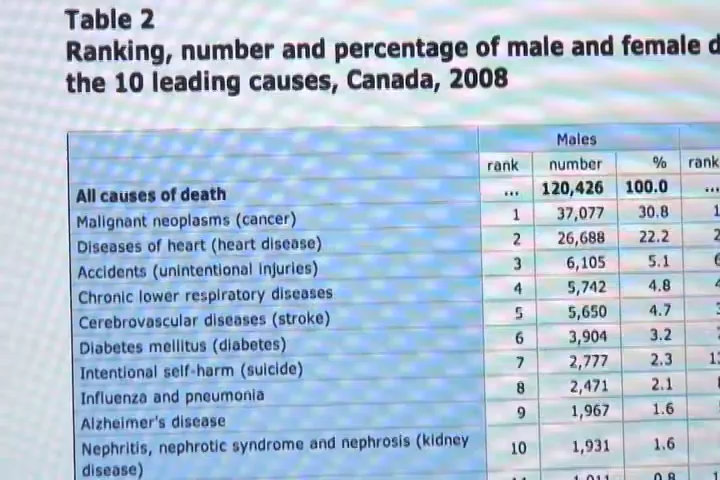 Table 2
Ranking, number and percentage of male and female
the 10 leading causes, Canada, 2008
Males
rank number % rank
All causes of death ... 120,426 100.0 ...
Malignant neoplasms (cancer) 1 37,077 30.8 1
Diseases of heart (heart disease) 2 26,688 22.2 2
Accidents (unintentional injuries) 3 6,105 5.1
Chronic lower respiratory diseases 4 5,742 4.8
Cerebrovascular diseases (stroke) 5 5,650 4.7
Diabetes mellitus (diabetes) 6 3,904 3.2
Intentional self-harm (suicide) 7 2,777 2.3
Influenza and pneumonia 8 2,471 2.1
Alzheimer's disease 9 1,967 1.6
Nephritis, nephrotic syndrome and nephrosis (kidney
disease) 10 1,931 1.6